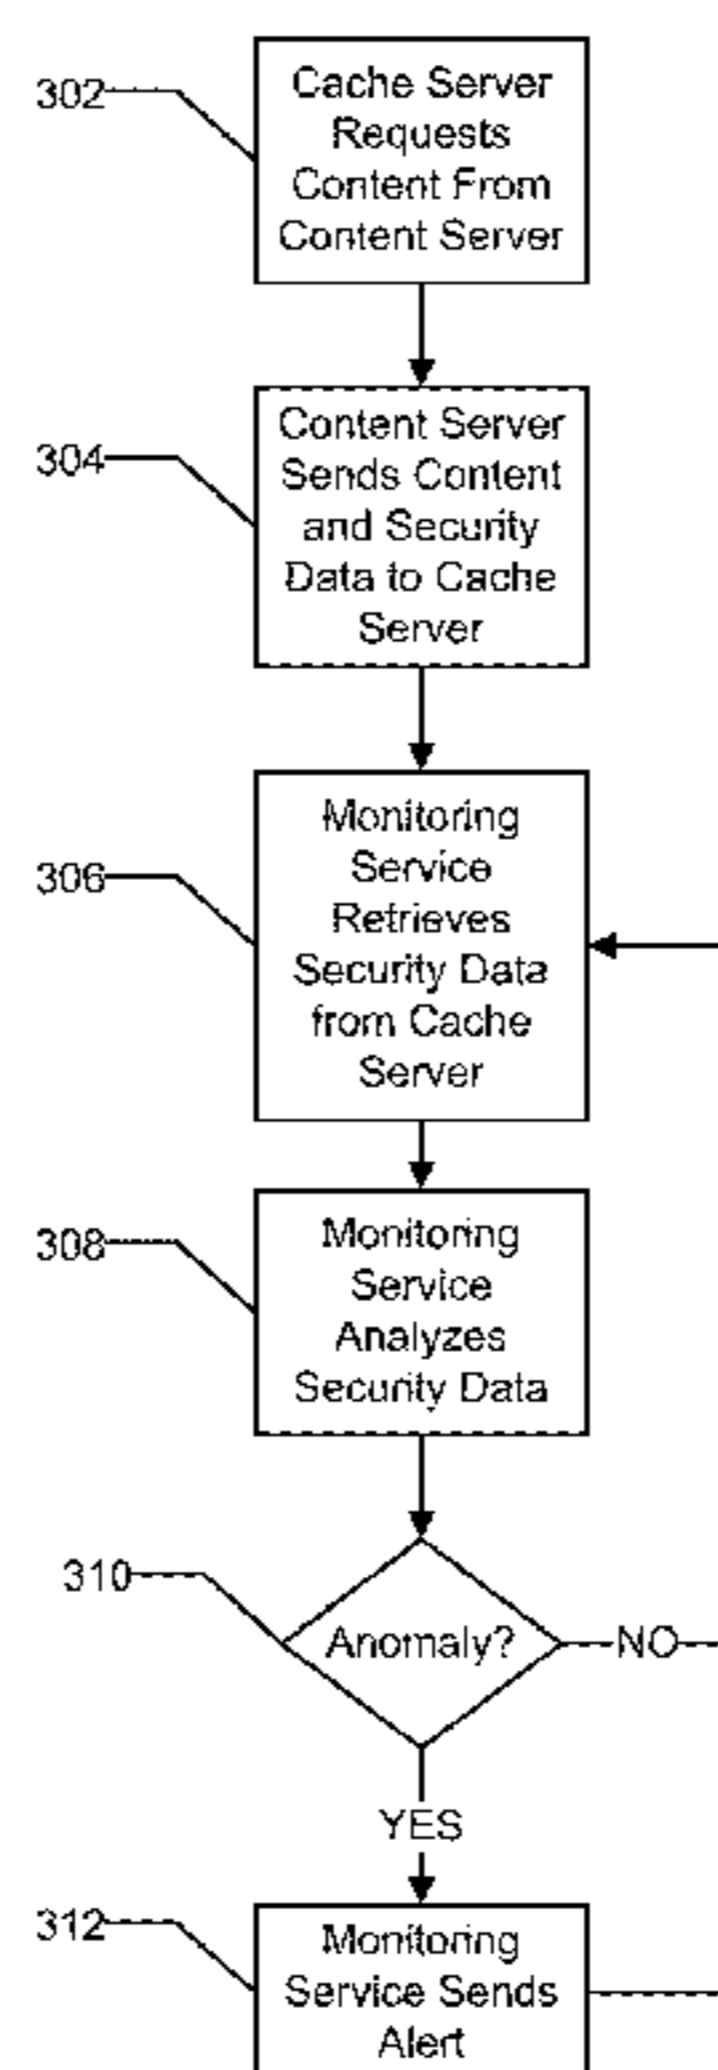 302
Cache Server
Requests
Content From
Content Server
304
Content Server
Sends Content
and Security
Data to Cache
Server
306
Monitoring
Service
Retrieves
Security Data
from Cache
Server
308
Monitoring
Service
Analyzes
Security Data
310
Anomaly?
NO
YES
312
Monitoring
Service Sends
Alert